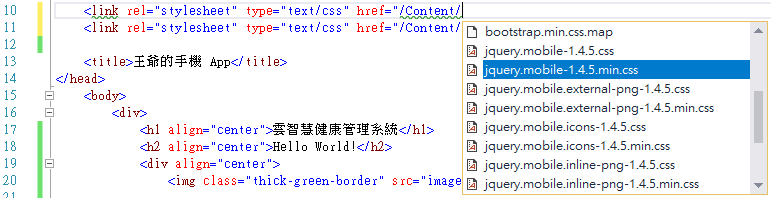 10 <link rel="stylesheet" type="text/css" href="/Content/
11 <link rel="stylesheet" type="text/css" href="/Content/
12
13 <title>王爺的手機 App</title>
14 </head>
15 <body>
16 <div>
17 <h1 align="center">雲智慧健康管理系統</h1>
18 <h2 align="center">Hello World!</h2>
19 <div align="center">
20 <img class="thick-green-border" src="image
bootstrap.min.css.map
jquery.mobile-1.4.5.css
jquery.mobile-1.4.5.min.css
jquery.mobile.external-png-1.4.5.css
jquery.mobile.external-png-1.4.5.min.css
jquery.mobile.icons-1.4.5.css
jquery.mobile.icons-1.4.5.min.css
jquery.mobile.inline-png-1.4.5.css
jquery.mobile.inline-png-1.4.5.min.css